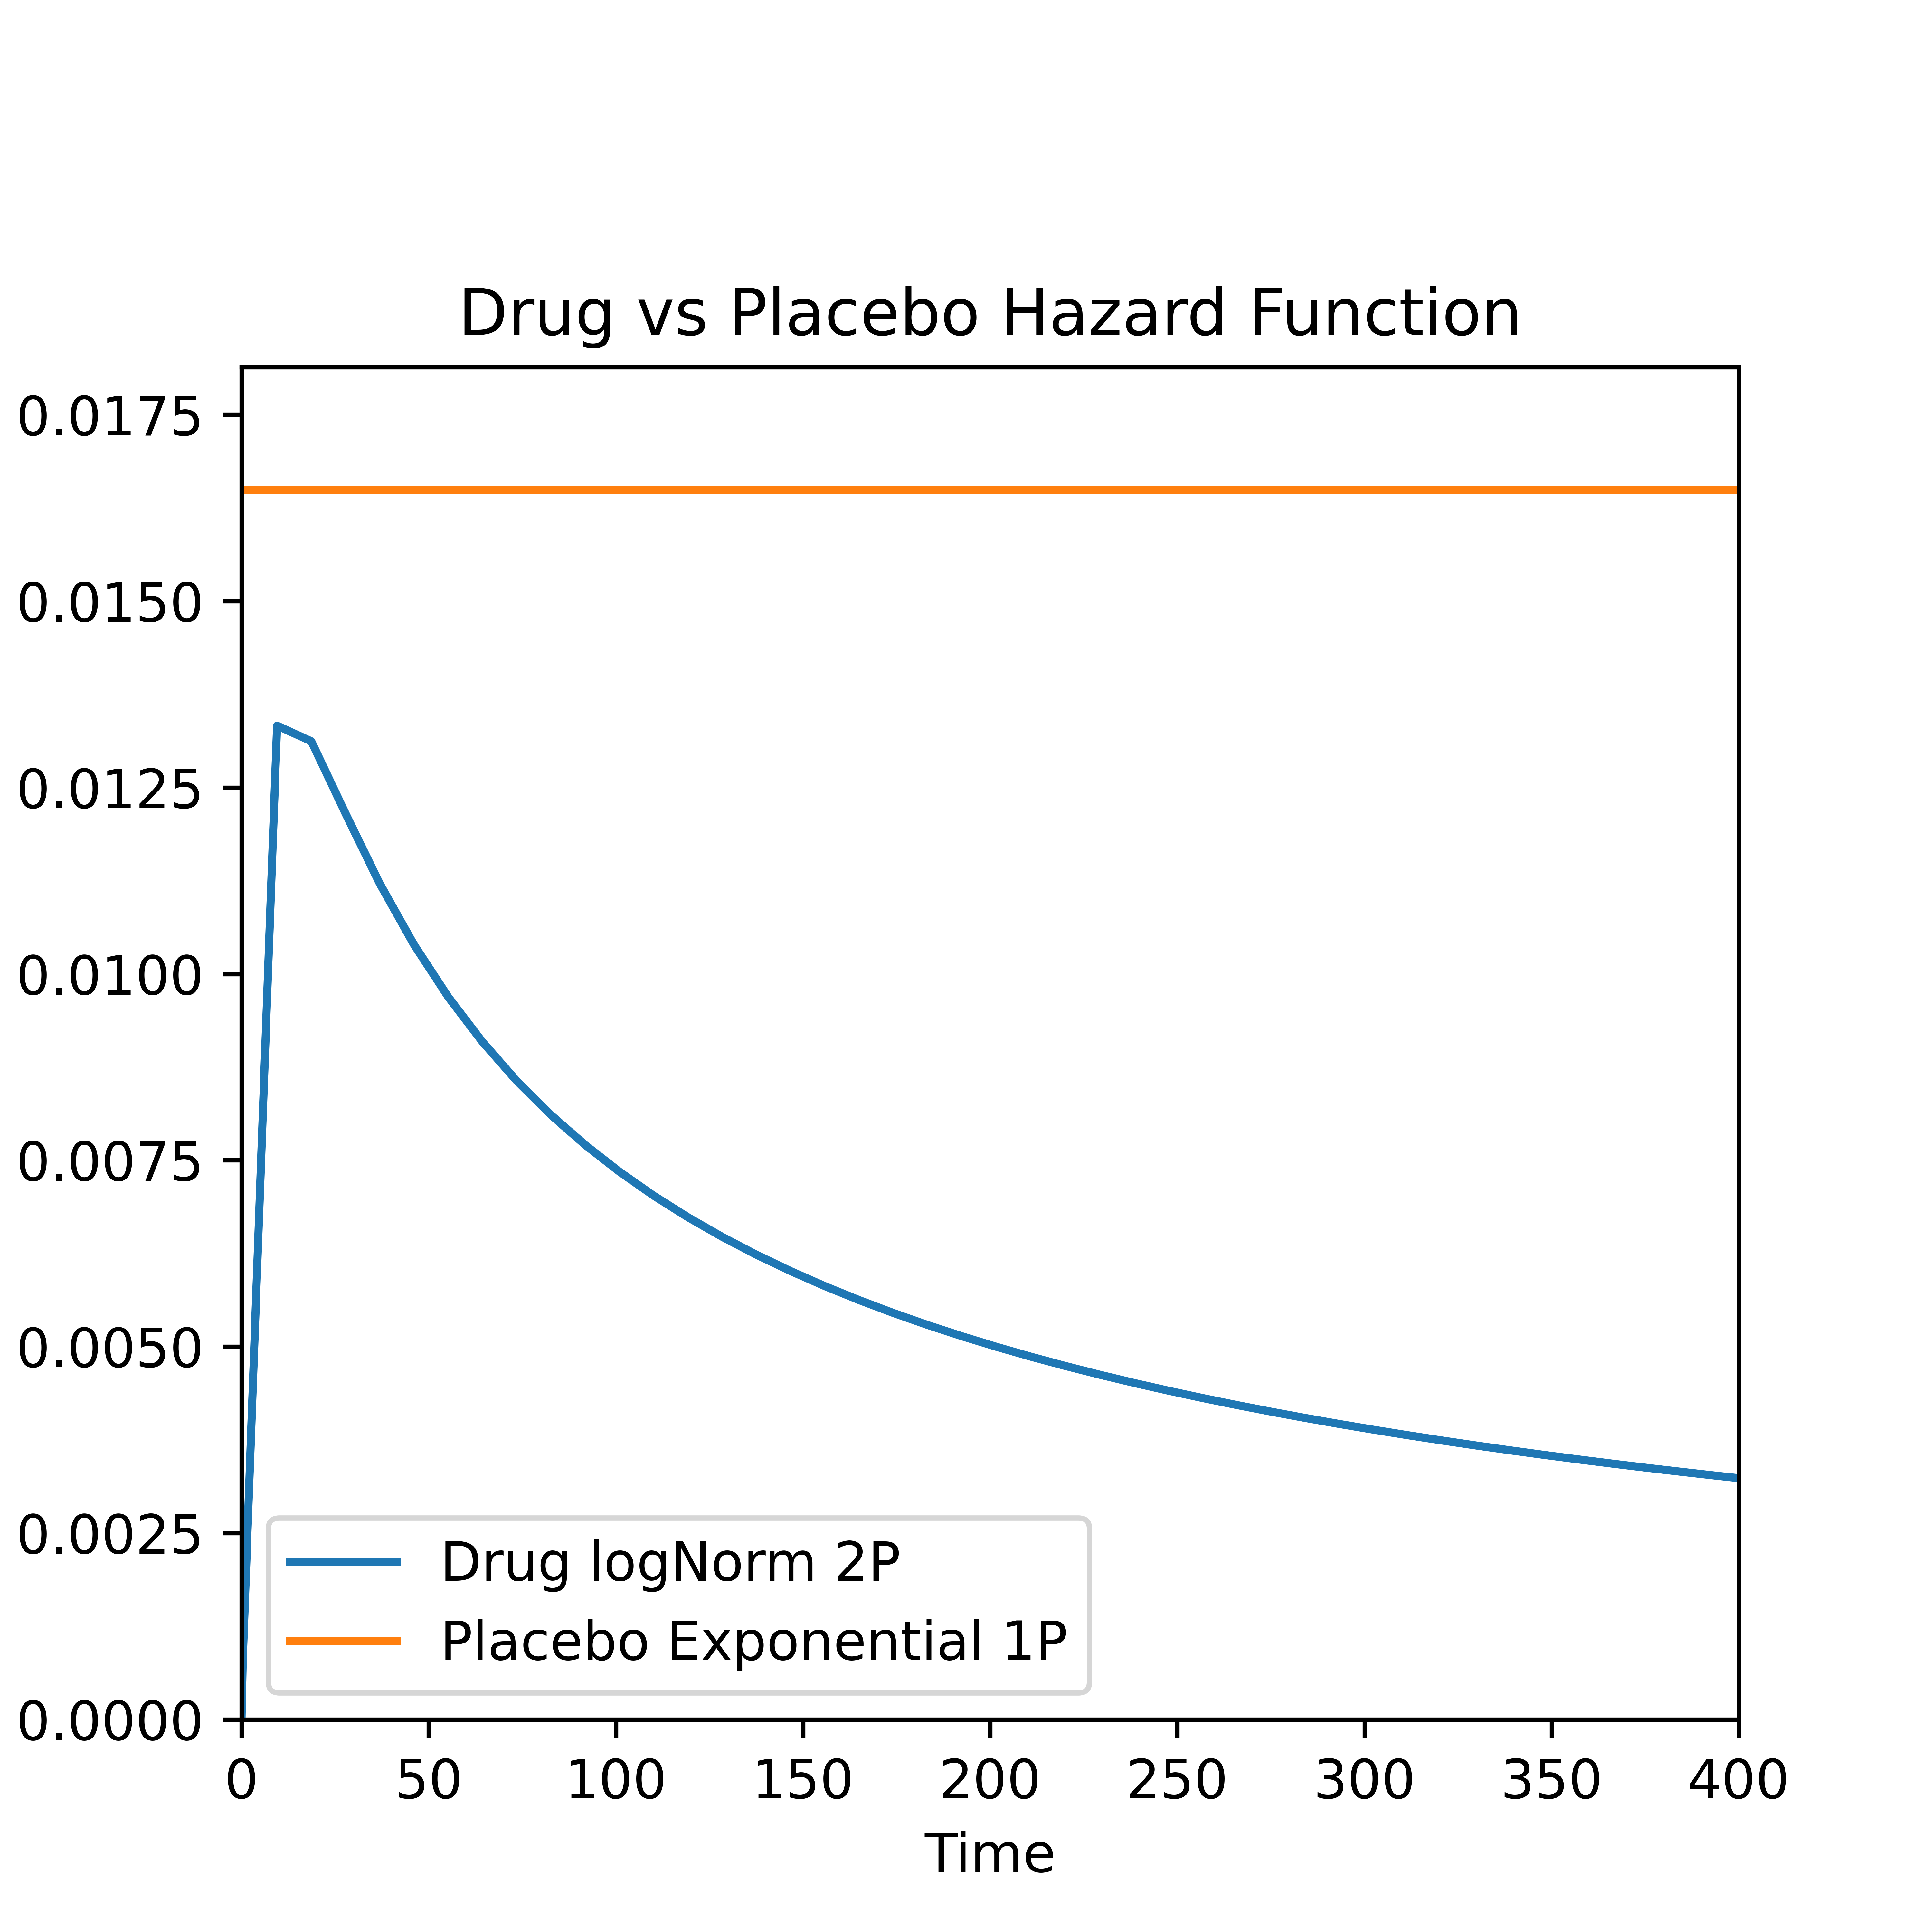 Drug vs Placebo Hazard Function
0.0175
0.0150
0.0125
0.0100
0.0075
0.0050
0.0025
0.0000
Drug logNorm 2P
Placebo Exponential 1P
0 50 100 150 200 250 300 350 400
Time